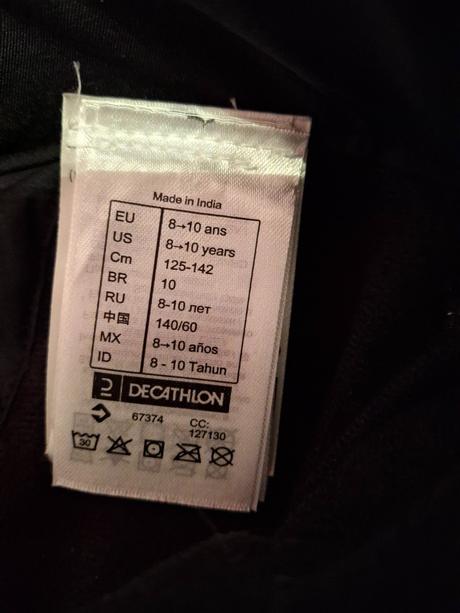 Made in India
EU 8→10 ans
US 8→10 years
Cm 125-142
BR 10
RU 8-10 лет
中国 140/60
MX 8→10 años
ID 8 - 10 Tahun
DECATHLON
67374 CC: 127130
30